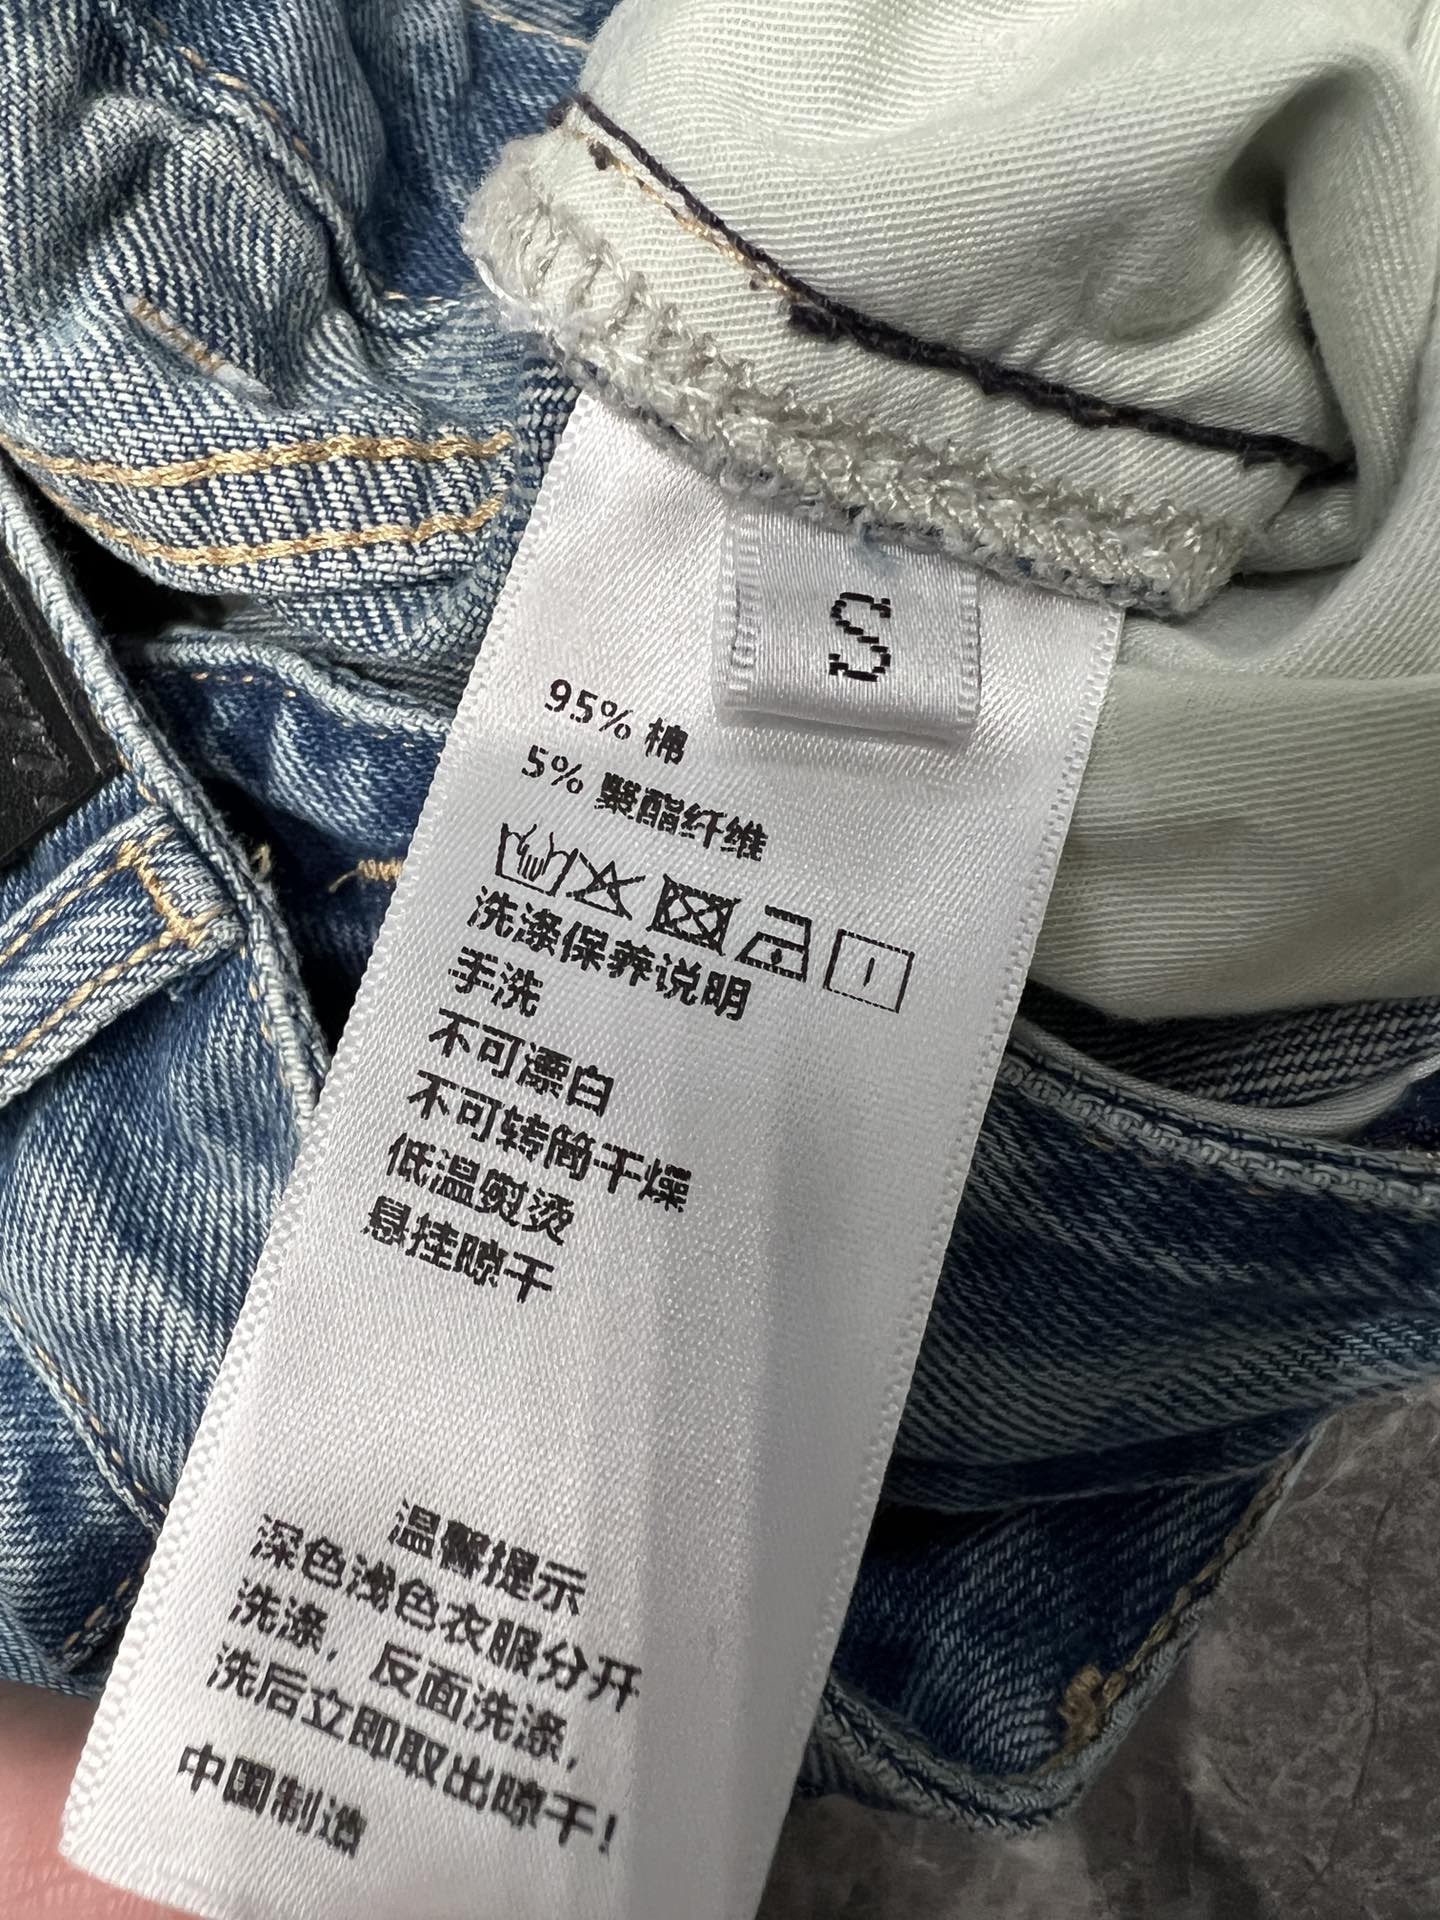 S
95% 棉
5% 聚酯纤维
洗涤保养说明
手洗
不可漂白
不可转筒干燥
低温熨烫
悬挂晾干
温馨提示
深色浅色衣服分开
洗涤，反面洗涤，
洗后立即取出晾干！
中国制造